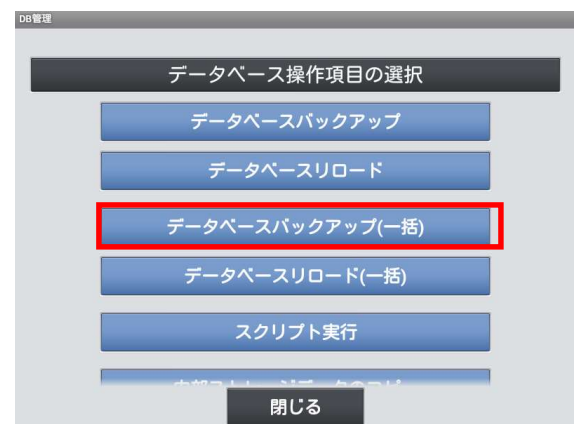 DB管理
データベース操作項目の選択
データベースバックアップ
データベースリロード
データベースバックアップ(一括)
データベースリロード(一括)
スクリプト実行
閉じる